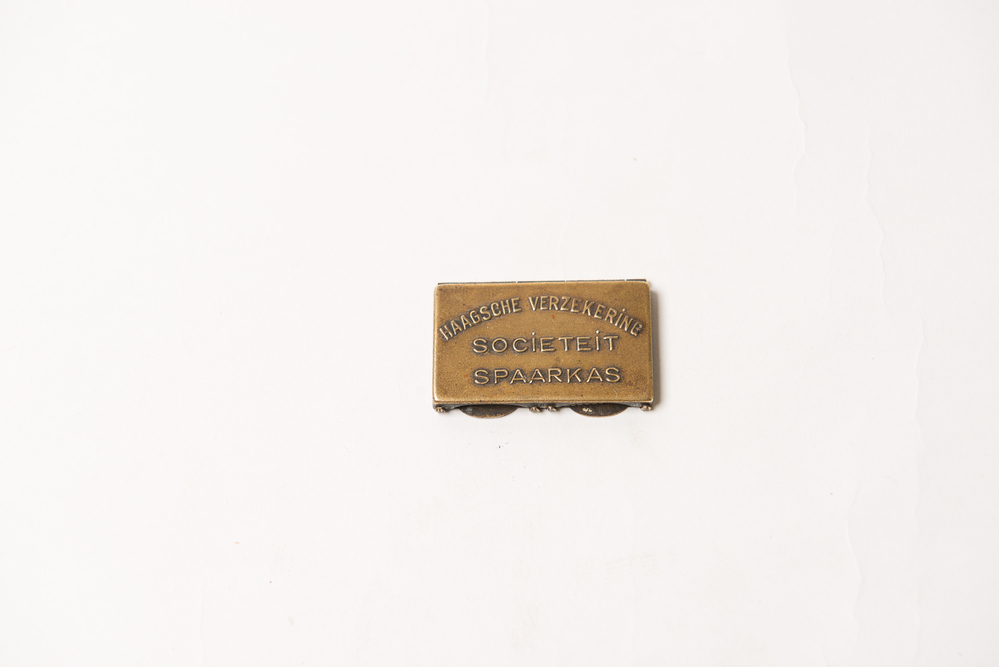 HAAGSCHE VERZEKERING
SOCIETEIT
SPAARKAS